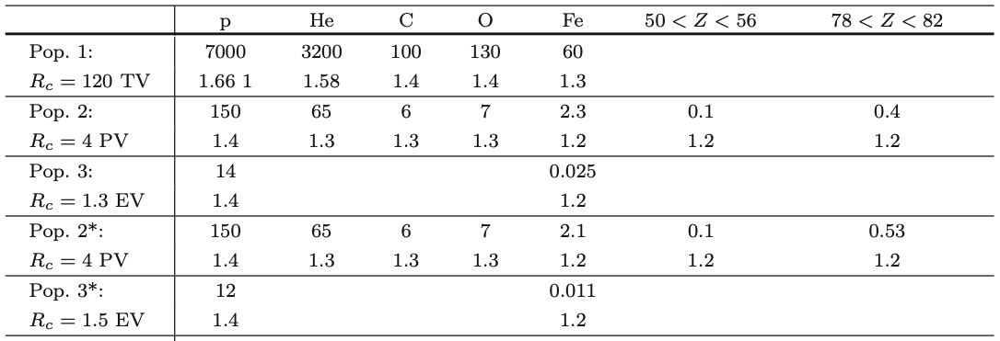 p He C O Fe 50 < Z < 56 78 < Z < 82
Pop. 1: 7000 3200 100 130 60
R_c = 120 TV 1.66 1 1.58 1.4 1.4 1.3
Pop. 2: 150 65 6 7 2.3 0.1 0.4
R_c = 4 PV 1.4 1.3 1.3 1.3 1.2 1.2 1.2
Pop. 3: 14 0.025
R_c = 1.3 EV 1.4 1.2
Pop. 2*: 150 65 6 7 2.1 0.1 0.53
R_c = 4 PV 1.4 1.3 1.3 1.3 1.2 1.2 1.2
Pop. 3*: 12 0.011
R_c = 1.5 EV 1.4 1.2